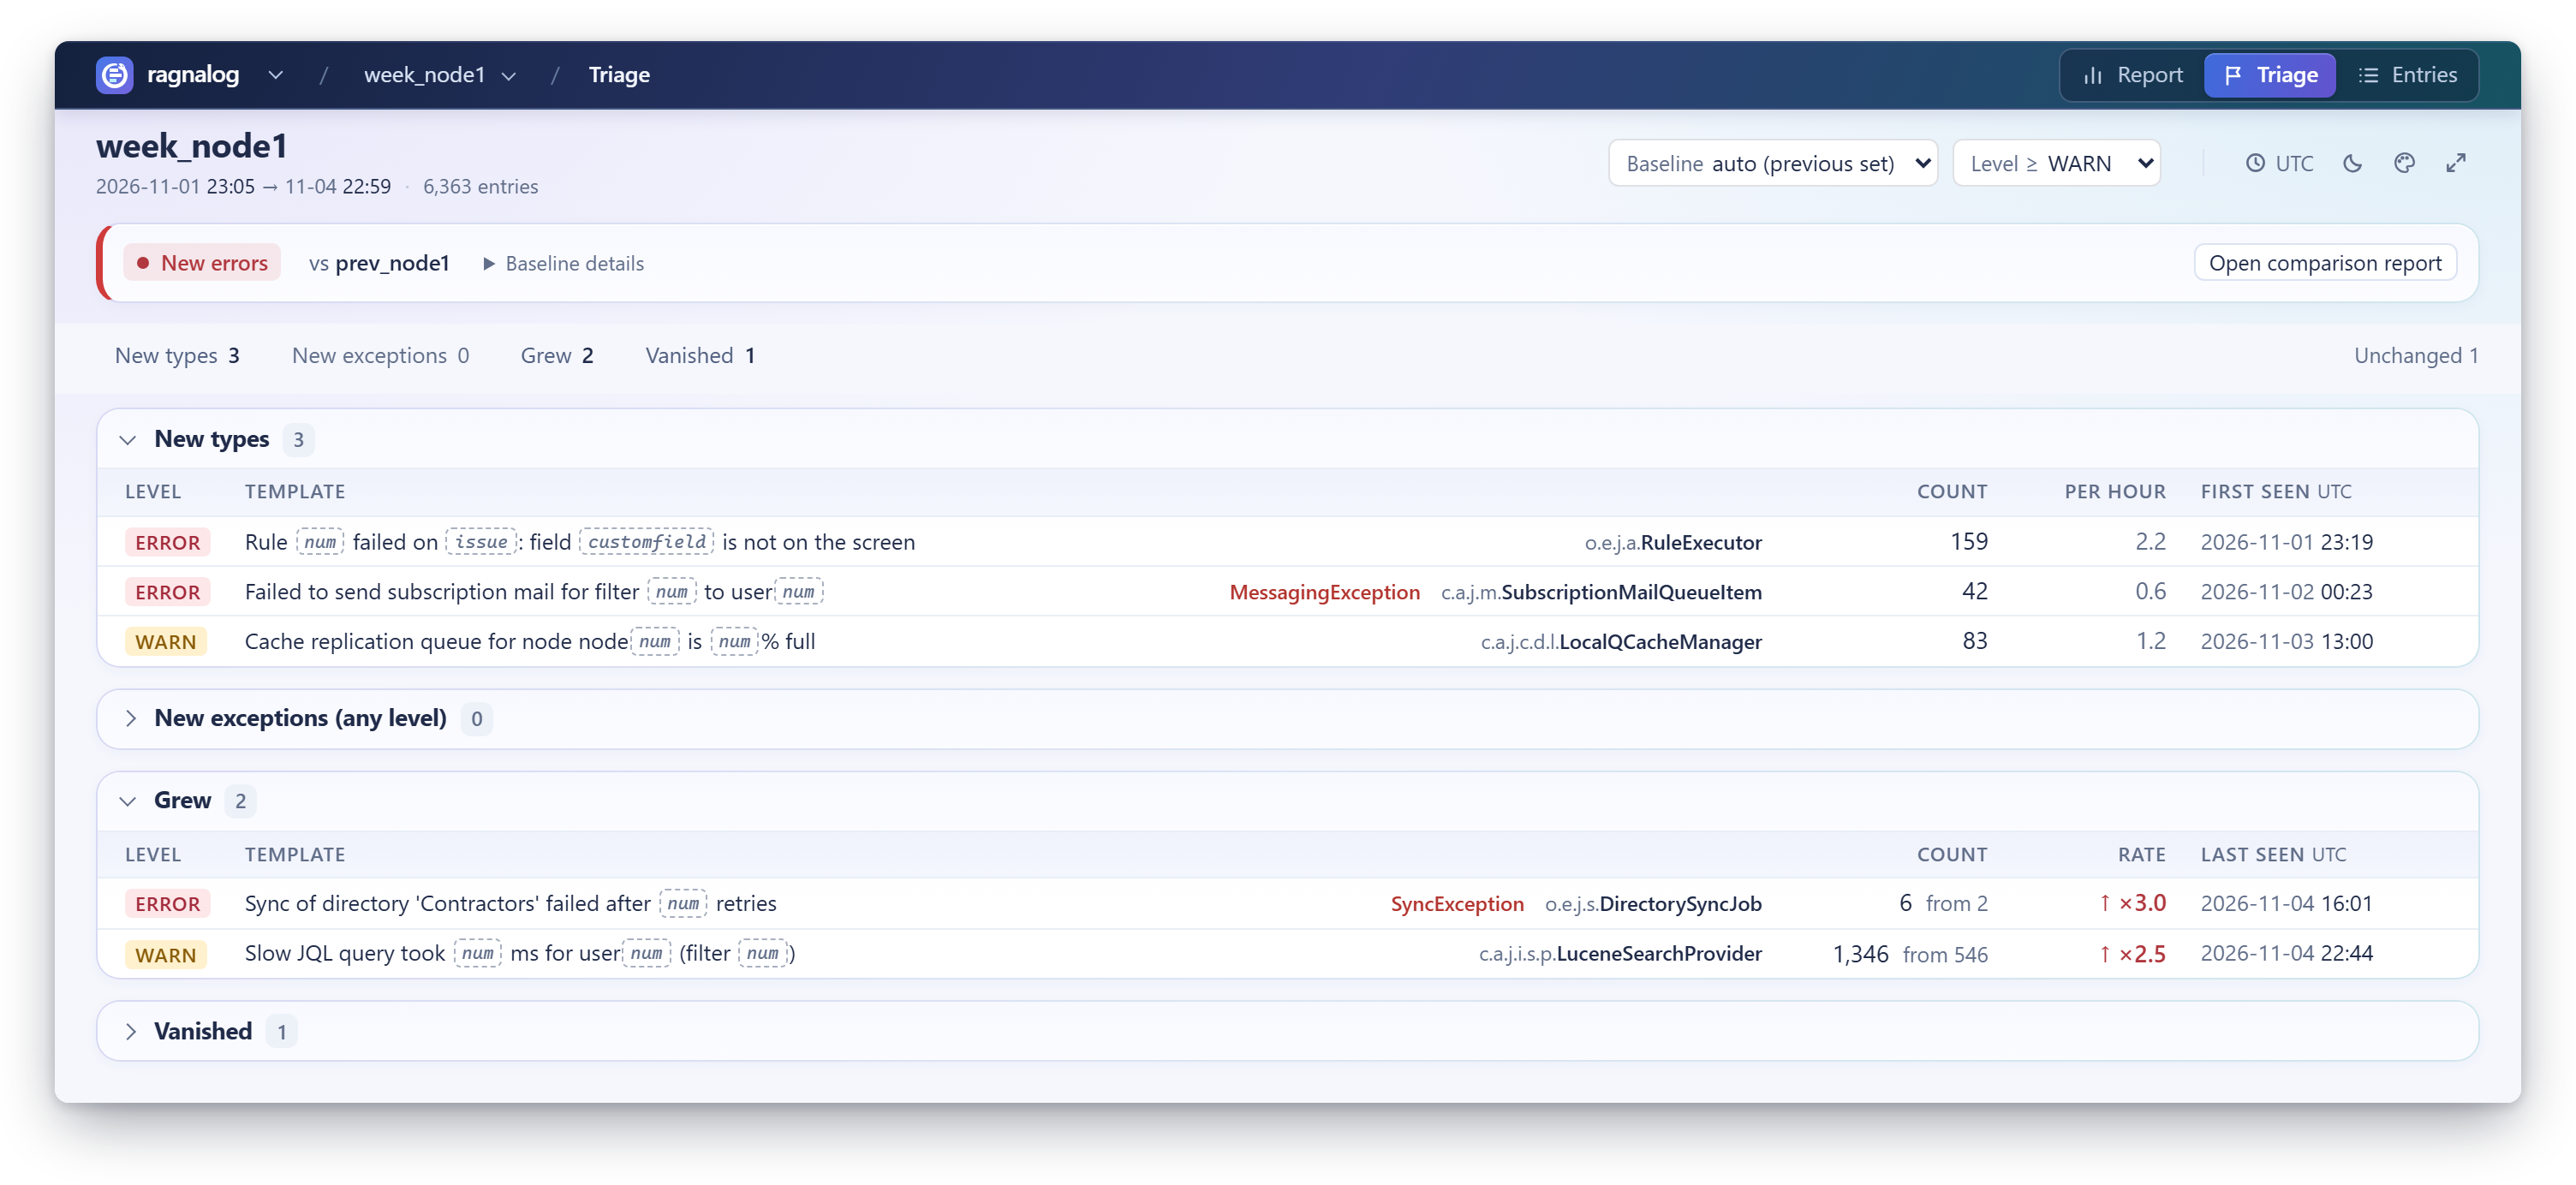 ragnalog / week_node1 / Triage Report Triage Entries
week_node1
Baseline auto (previous set) Level ≥ WARN UTC
2026-11-01 23:05 → 11-04 22:59 · 6,363 entries
New errors vs prev_node1 ▶ Baseline details Open comparison report
New types 3 New exceptions 0 Grew 2 Vanished 1 Unchanged 1
New types 3
LEVEL TEMPLATE COUNT PER HOUR FIRST SEEN UTC
ERROR Rule num failed on issue: field customfield is not on the screen o.e.j.a.RuleExecutor 159 2.2 2026-11-01 23:19
ERROR Failed to send subscription mail for filter num to user num MessagingException c.a.j.m.SubscriptionMailQueueItem 42 0.6 2026-11-02 00:23
WARN Cache replication queue for node node num is num % full c.a.j.c.d.l.LocalQCacheManager 83 1.2 2026-11-03 13:00
New exceptions (any level) 0
Grew 2
LEVEL TEMPLATE COUNT RATE LAST SEEN UTC
ERROR Sync of directory 'Contractors' failed after num retries SyncException o.e.j.s.DirectorySyncJob 6 from 2 ↑ ×3.0 2026-11-04 16:01
WARN Slow JQL query took num ms for user num (filter num) c.a.j.i.s.p.LuceneSearchProvider 1,346 from 546 ↑ ×2.5 2026-11-04 22:44
Vanished 1